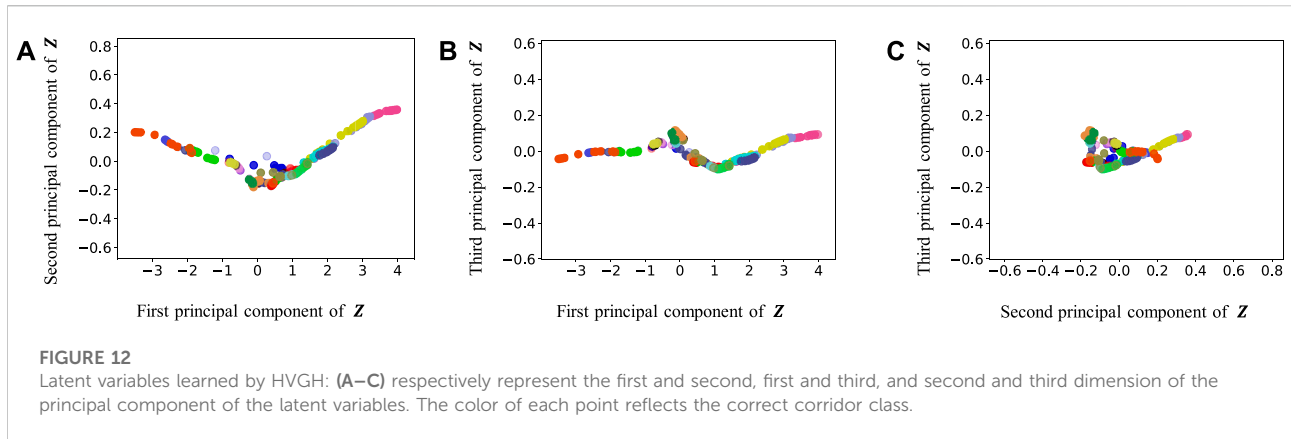 A
Second principal component of Z
0.8
0.6
0.4
0.2
0.0
−0.2
−0.4
−0.6
−3 −2 −1 0 1 2 3 4
First principal component of Z
B
Third principal component of Z
0.6
0.4
0.2
0.0
−0.2
−0.4
−0.6
−3 −2 −1 0 1 2 3 4
First principal component of Z
C
Third principal component of Z
0.6
0.4
0.2
0.0
−0.2
−0.4
−0.6
−0.6 −0.4 −0.2 0.0 0.2 0.4 0.6 0.8
Second principal component of Z
FIGURE 12
Latent variables learned by HVGH: (A–C) respectively represent the first and second, first and third, and second and third dimension of the
principal component of the latent variables. The color of each point reflects the correct corridor class.